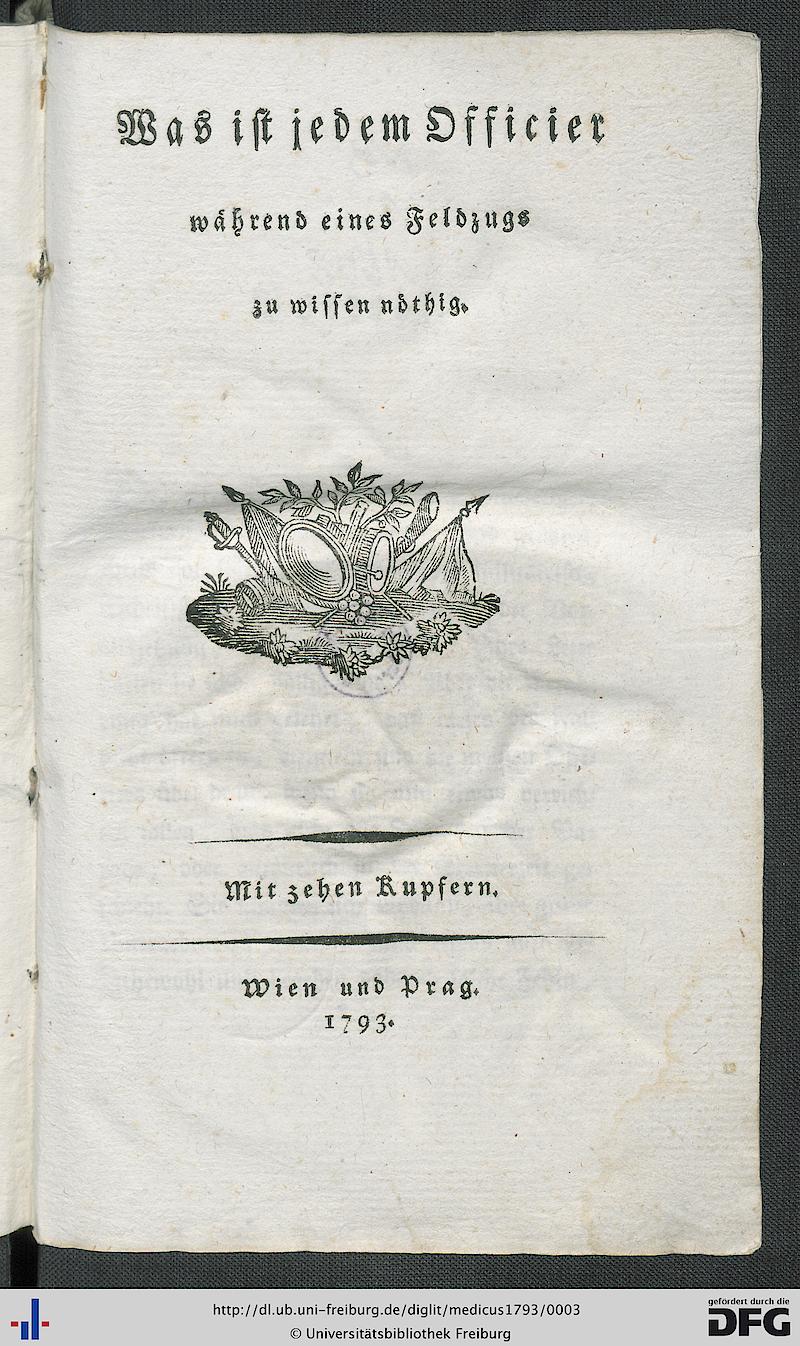 Was iſt jedem Officier
während eines Feldzugs
zu wiſſen nöthig.
Mit zehen Kupfern.
Wien und Prag.
1793.
http://dl.ub.uni-freiburg.de/diglit/medicus1793/0003
© Universitätsbibliothek Freiburg
gefördert durch die
DFG